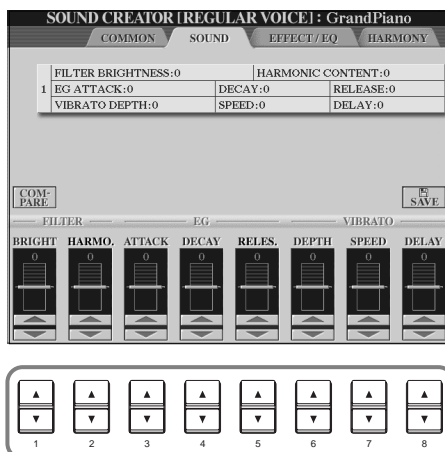 SOUND CREATOR [REGULAR VOICE] : GrandPiano
COMMON SOUND EFFECT / EQ HARMONY
FILTER BRIGHTNESS:0 HARMONIC CONTENT:0
1 EG ATTACK:0 DECAY:0 RELEASE:0
VIBRATO DEPTH:0 SPEED:0 DELAY:0
COM-
PARE
SAVE
FILTER EG VIBRATO
BRIGHT HARMO. ATTACK DECAY RELES. DEPTH SPEED DELAY
0 0 0 0 0 0 0 0
1 2 3 4 5 6 7 8